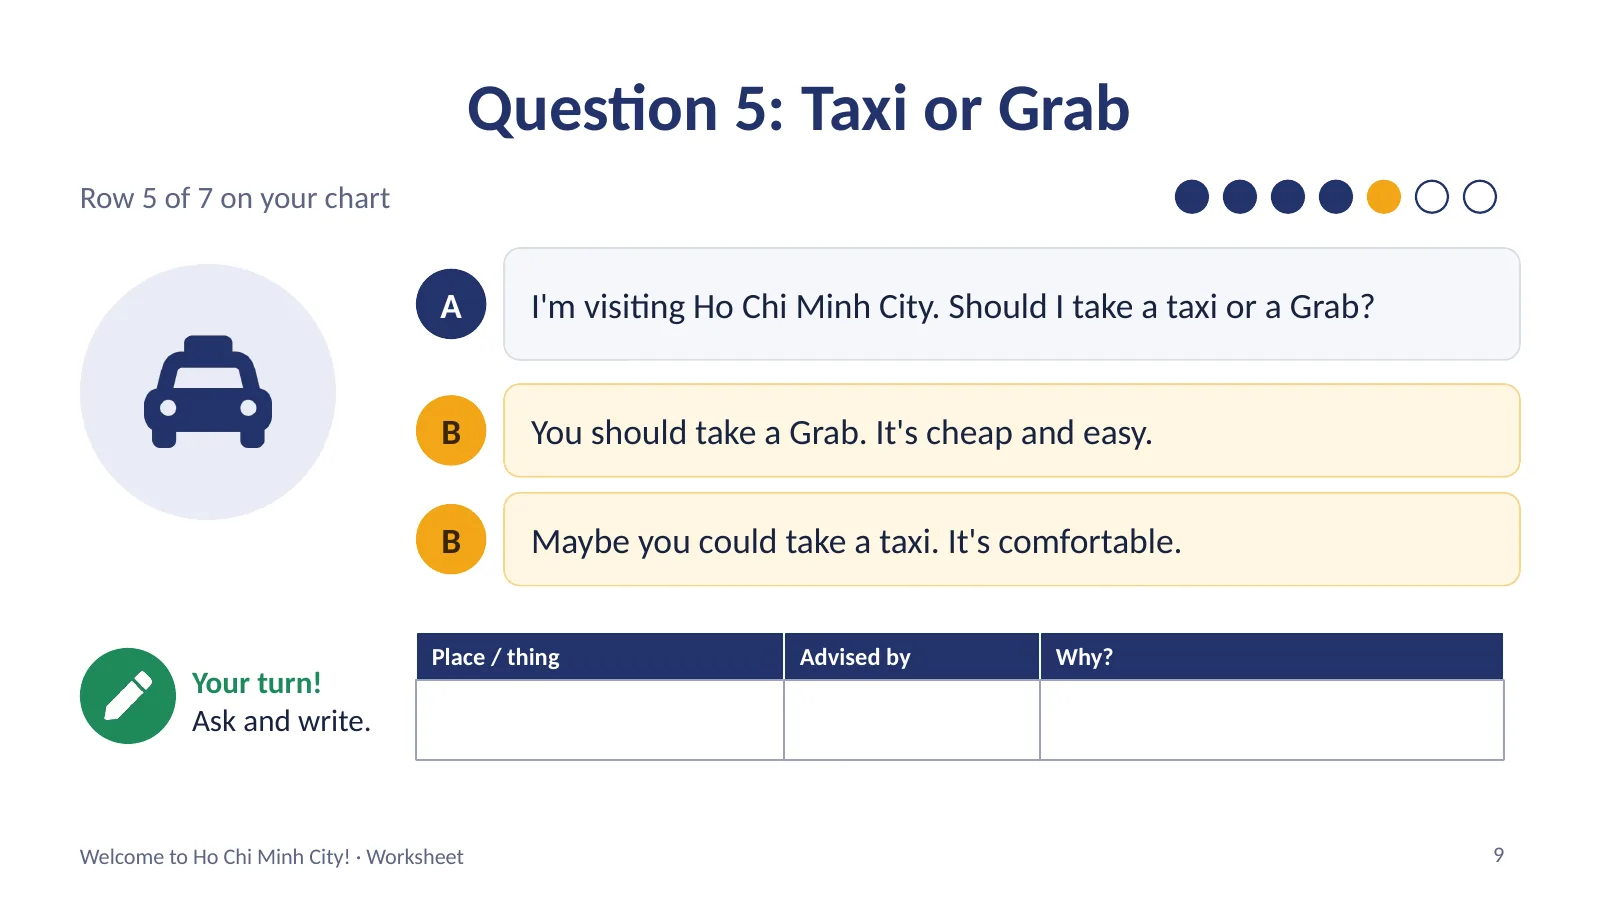 Question 5: Taxi or Grab
Row 5 of 7 on your chart
A
I'm visiting Ho Chi Minh City. Should I take a taxi or a Grab?
B
You should take a Grab. It's cheap and easy.
B
Maybe you could take a taxi. It's comfortable.
Your turn!
Ask and write.
Place / thing
Advised by
Why?
Welcome to Ho Chi Minh City! · Worksheet
9